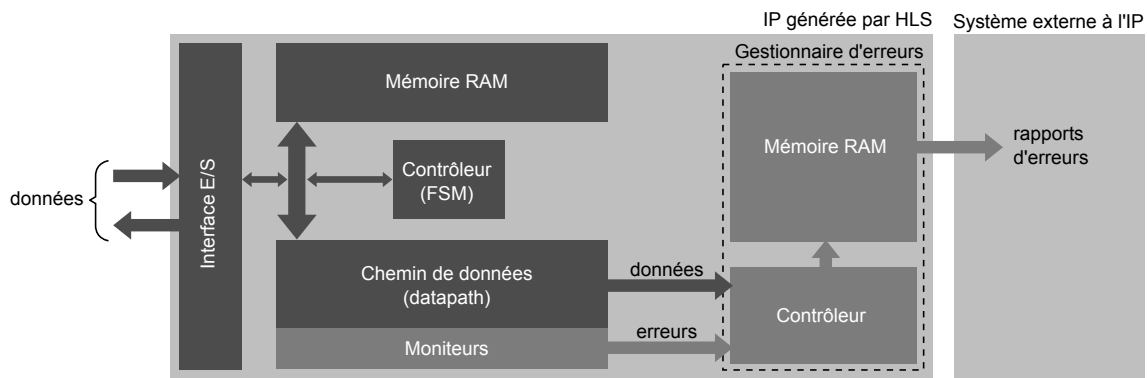 IP générée par HLS
Système externe à l'IP
Gestionnaire d'erreurs
Mémoire RAM
Mémoire RAM
rapports
d'erreurs
données
Interface E/S
Contrôleur
(FSM)
Chemin de données
(datapath)
données
Contrôleur
Moniteurs
erreurs